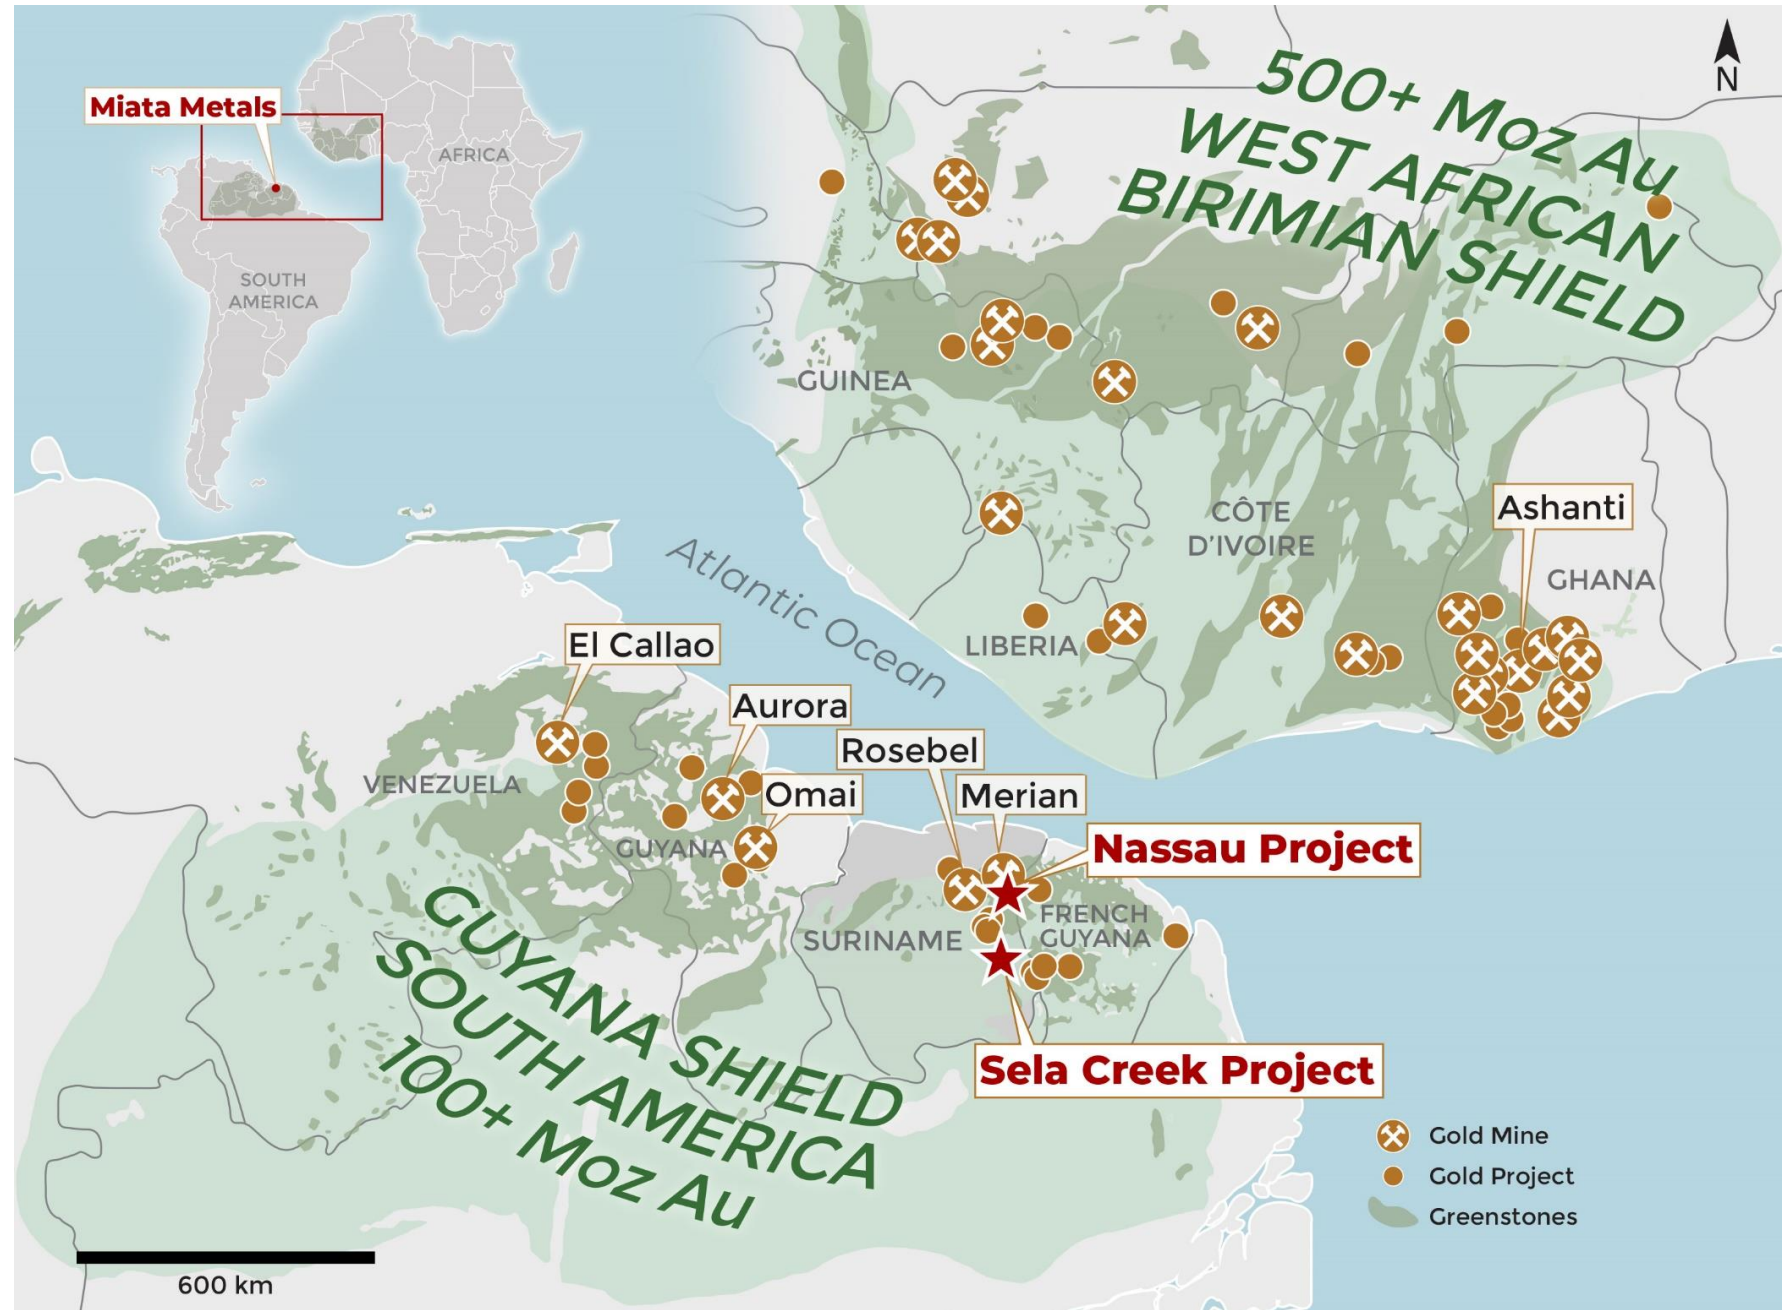 Miata Metals
AFRICA
SOUTH
AMERICA
500+ Moz Au
WEST AFRICAN
BIRIMIAN SHIELD
N
GUINEA
CÔTE
D'IVOIRE
Ashanti
GHANA
LIBERIA
Atlantic Ocean
El Callao
Aurora
Rosebel
Omai
Merian
VENEZUELA
GUYANA
Nassau Project
SURINAME
FRENCH
GUYANA
GUYANA SHIELD
SOUTH AMERICA
100+ Moz Au
Sela Creek Project
Gold Mine
Gold Project
Greenstones
600 km